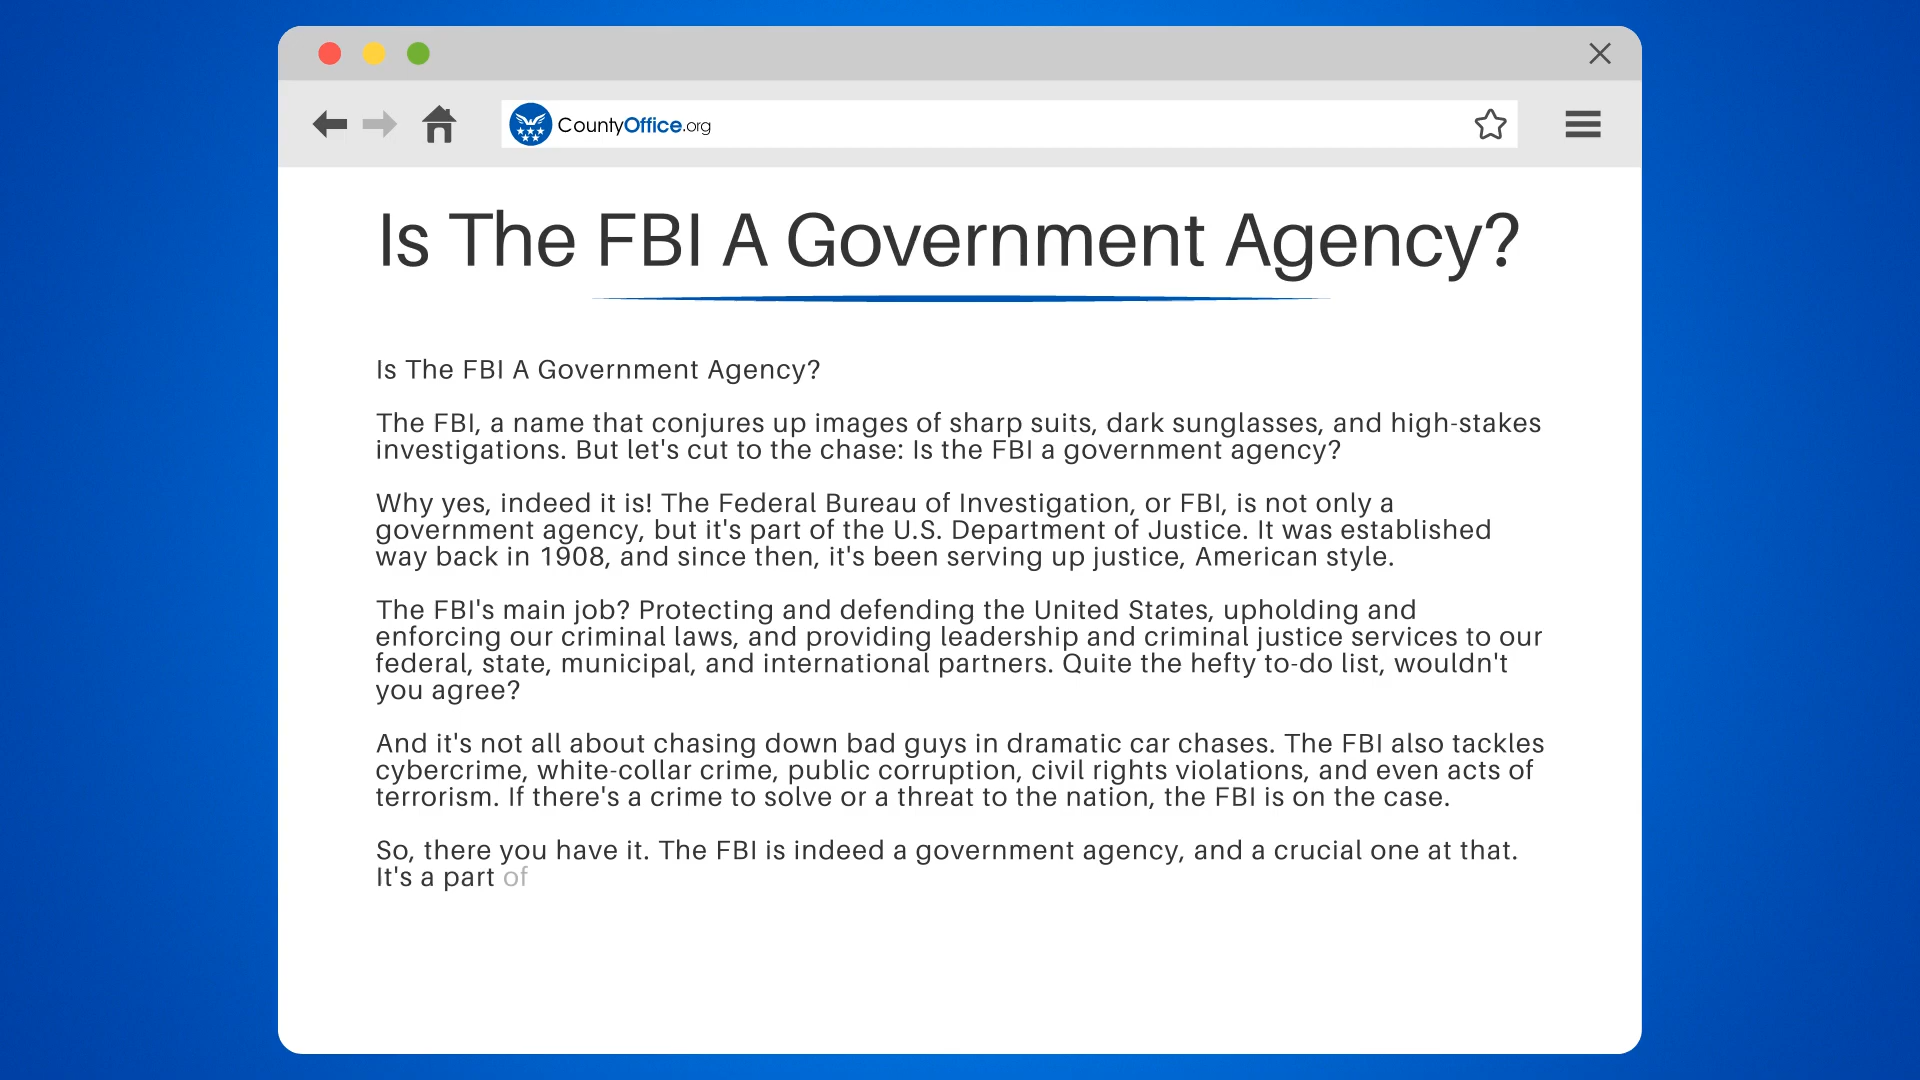 CountyOffice.org
Is The FBI A Government Agency?
Is The FBI A Government Agency?
The FBI, a name that conjures up images of sharp suits, dark sunglasses, and high-stakes
investigations. But let's cut to the chase: Is the FBI a government agency?
Why yes, indeed it is! The Federal Bureau of Investigation, or FBI, is not only a
government agency, but it's part of the U.S. Department of Justice. It was established
way back in 1908, and since then, it's been serving up justice, American style.
The FBI's main job? Protecting and defending the United States, upholding and
enforcing our criminal laws, and providing leadership and criminal justice services to our
federal, state, municipal, and international partners. Quite the hefty to-do list, wouldn't
you agree?
And it's not all about chasing down bad guys in dramatic car chases. The FBI also tackles
cybercrime, white-collar crime, public corruption, civil rights violations, and even acts of
terrorism. If there's a crime to solve or a threat to the nation, the FBI is on the case.
So, there you have it. The FBI is indeed a government agency, and a crucial one at that.
It's a part of